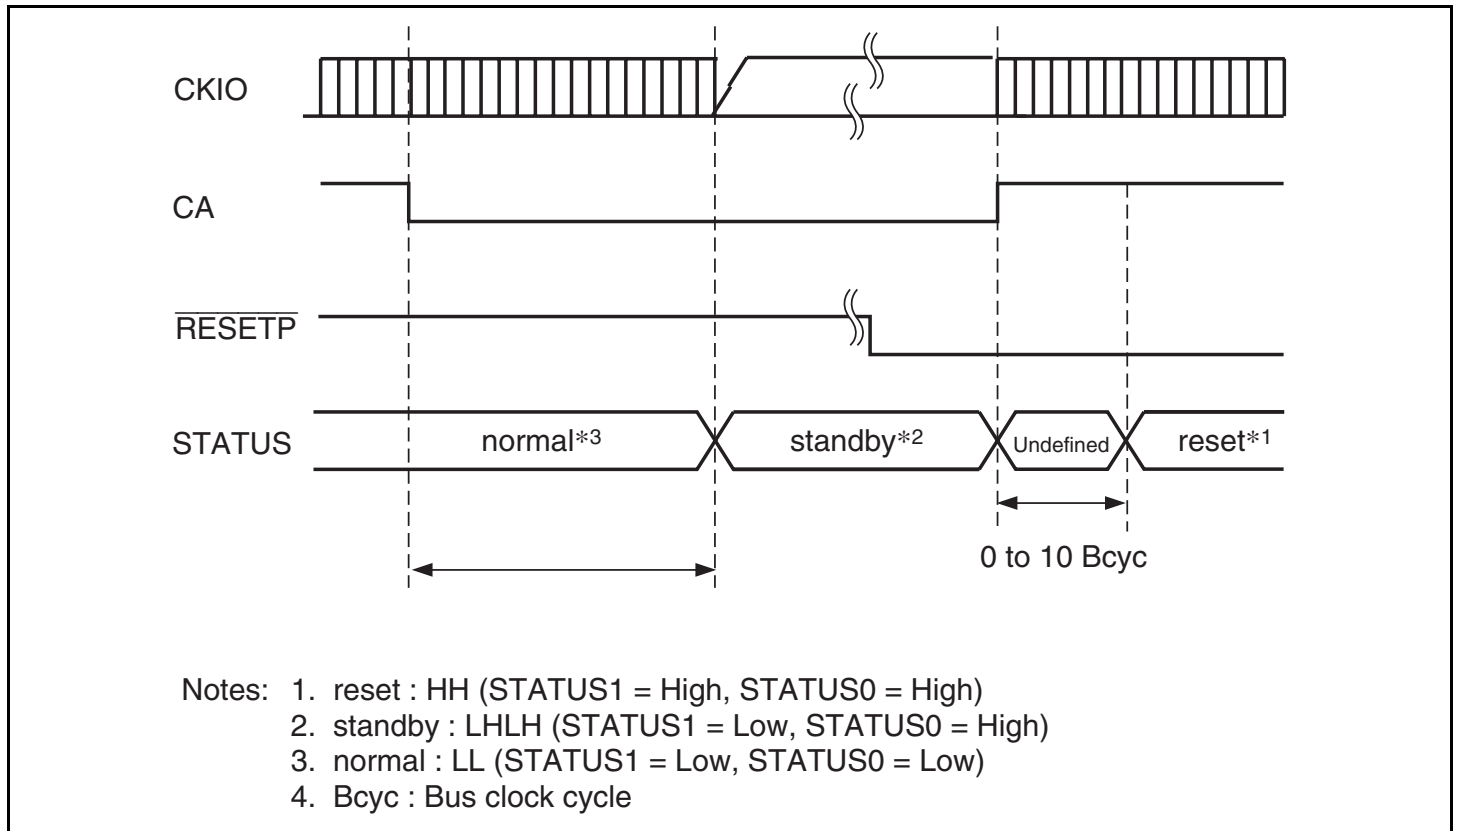 CKIO
CA
RESETP
STATUS
normal*3
standby*2
Undefined
reset*1
0 to 10 Bcyc
Notes: 1. reset : HH (STATUS1 = High, STATUS0 = High)
2. standby : LHLH (STATUS1 = Low, STATUS0 = High)
3. normal : LL (STATUS1 = Low, STATUS0 = Low)
4. Bcyc : Bus clock cycle